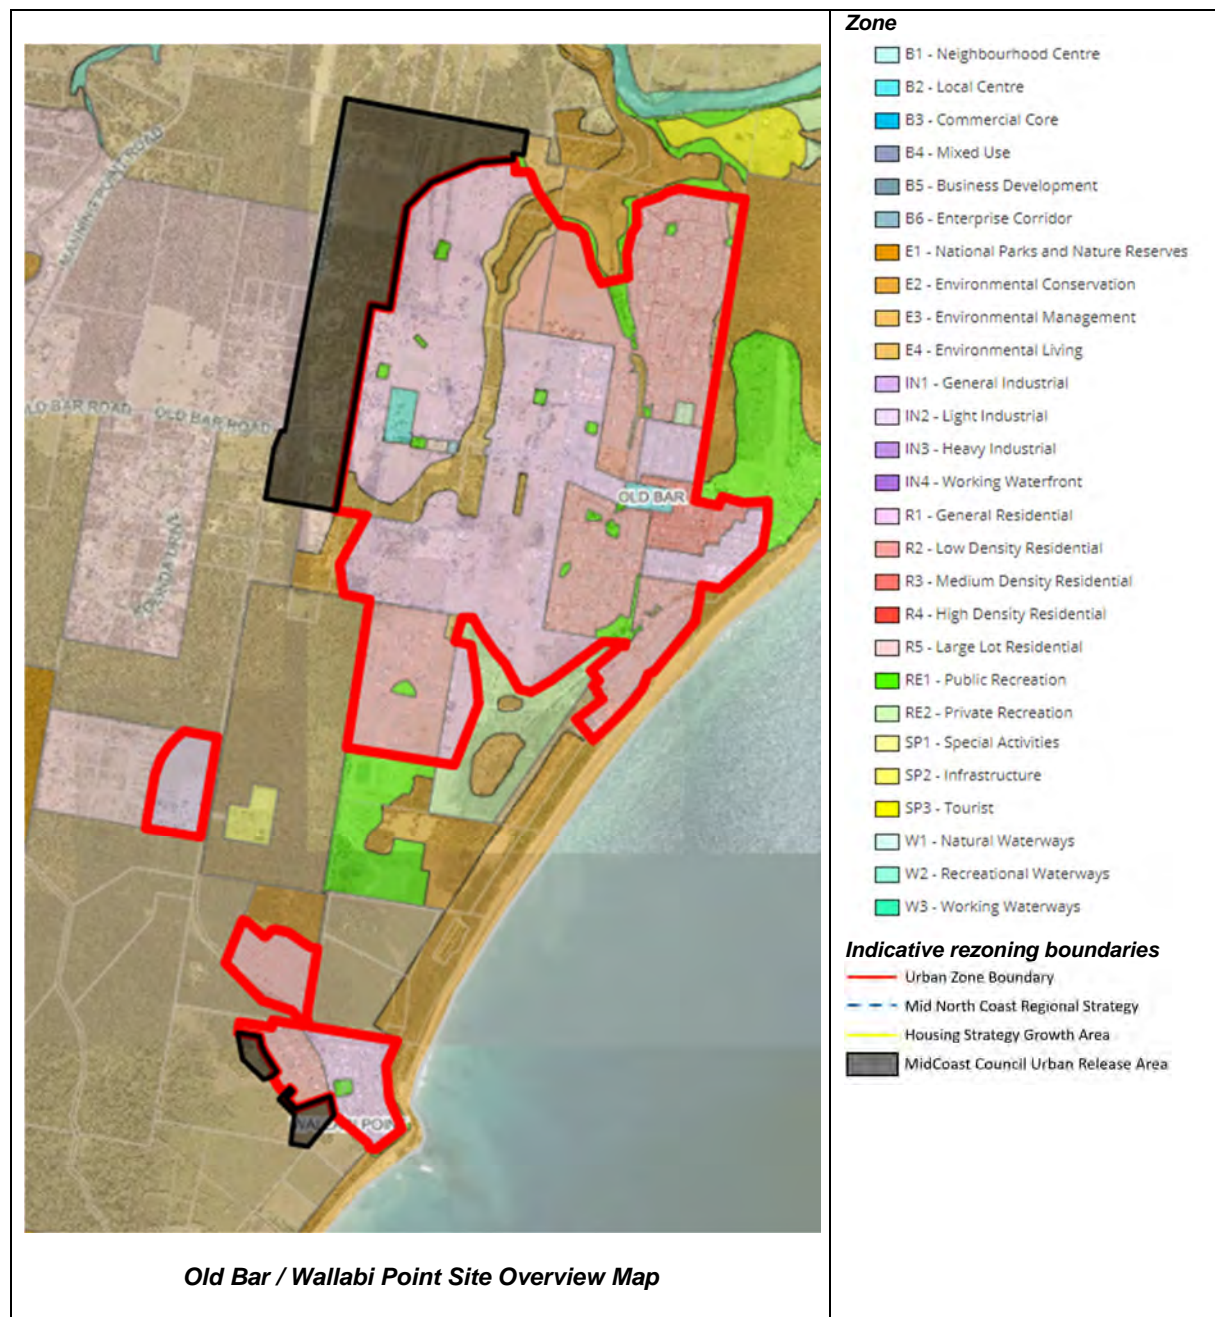 Zone
B1 - Neighbourhood Centre
B2 - Local Centre
B3 - Commercial Core
B4 - Mixed Use
B5 - Business Development
B6 - Enterprise Corridor
E1 - National Parks and Nature Reserves
E2 - Environmental Conservation
E3 - Environmental Management
E4 - Environmental Living
IN1 - General Industrial
IN2 - Light Industrial
IN3 - Heavy Industrial
IN4 - Working Waterfront
R1 - General Residential
R2 - Low Density Residential
R3 - Medium Density Residential
R4 - High Density Residential
R5 - Large Lot Residential
RE1 - Public Recreation
RE2 - Private Recreation
SP1 - Special Activities
SP2 - Infrastructure
SP3 - Tourist
W1 - Natural Waterways
W2 - Recreational Waterways
W3 - Working Waterways
Indicative rezoning boundaries
Urban Zone Boundary
Mid North Coast Regional Strategy
Housing Strategy Growth Area
MidCoast Council Urban Release Area
MANNING POINT ROAD
LD BAR ROAD
OLD BAR ROAD
OLD BAR
Old Bar / Wallabi Point Site Overview Map